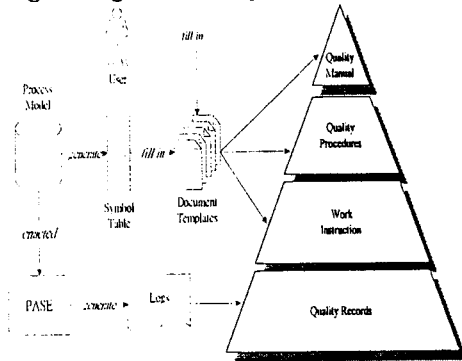 fill in
User
Quality
Manual
Process
Model
Quality
Procedures
generate
fill in
Symbol
Table
Document
Templates
Work
Instruction
enacted
PASE
generate
Logs
Quality Records